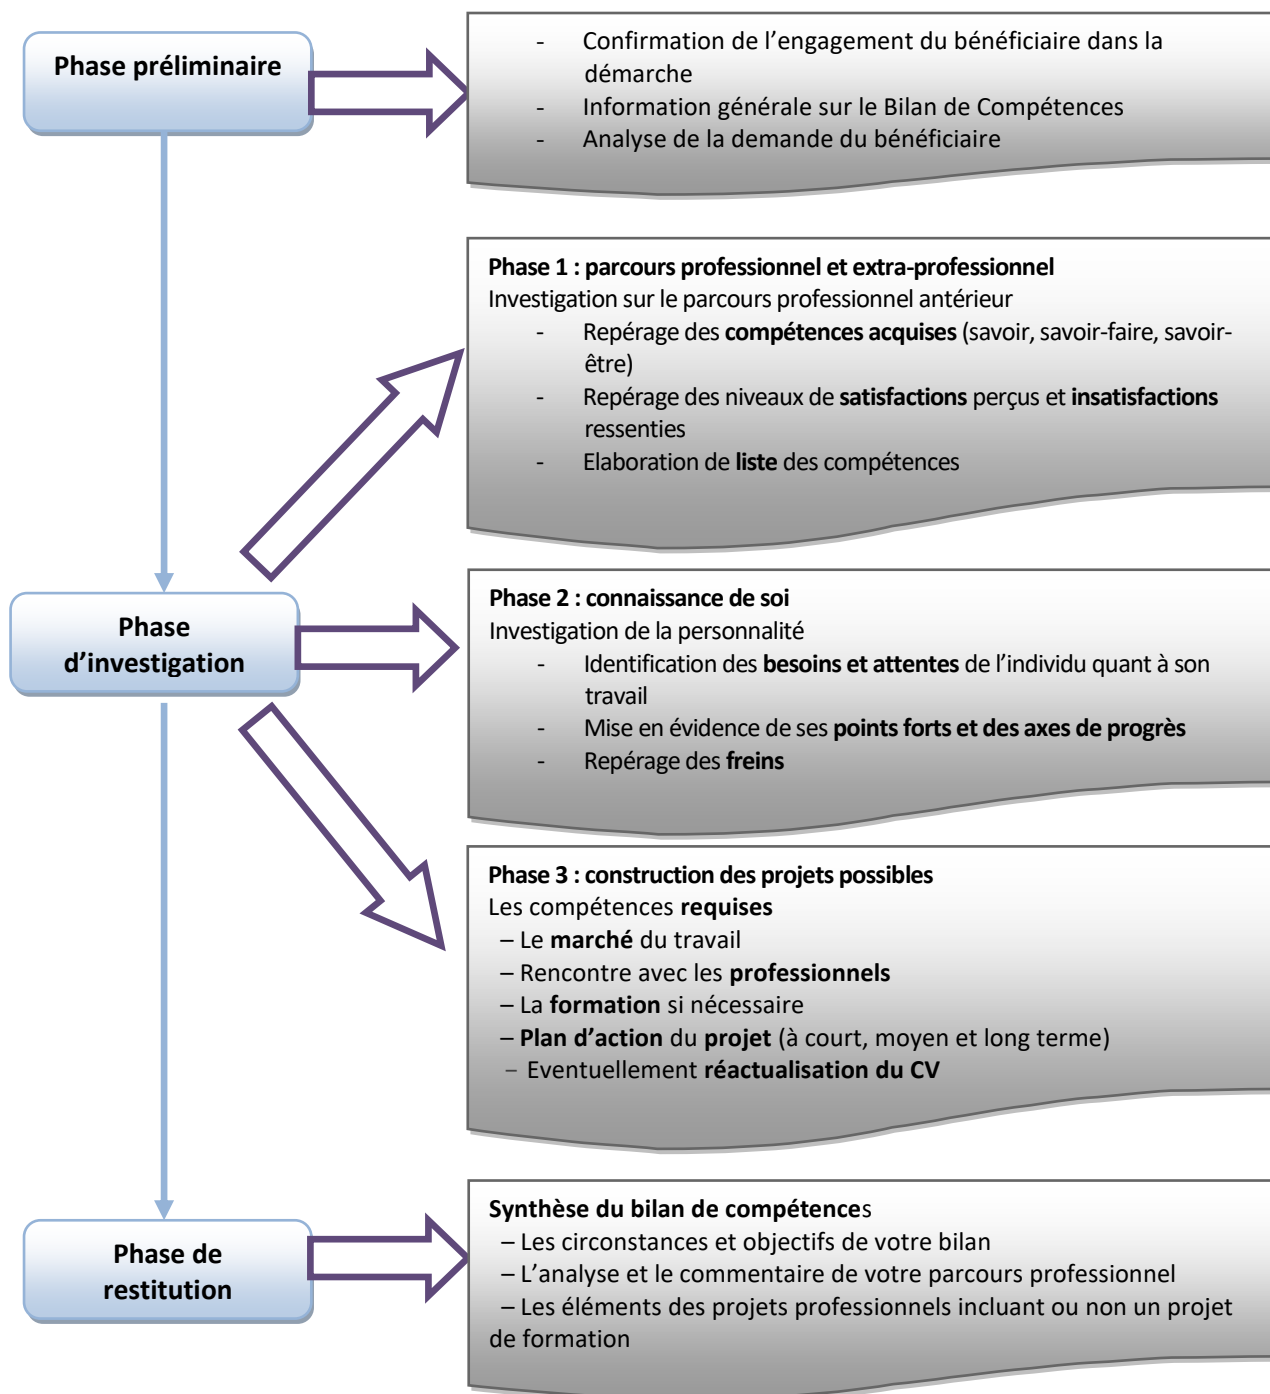 Phase préliminaire
- Confirmation de l’engagement du bénéficiaire dans la
démarche
- Information générale sur le Bilan de Compétences
- Analyse de la demande du bénéficiaire
Phase
d’investigation
Phase 1 : parcours professionnel et extra-professionnel
Investigation sur le parcours professionnel antérieur
- Repérage des compétences acquises (savoir, savoir-faire, savoir-
être)
- Repérage des niveaux de satisfactions perçus et insatisfactions
ressenties
- Elaboration de liste des compétences
Phase 2 : connaissance de soi
Investigation de la personnalité
- Identification des besoins et attentes de l’individu quant à son
travail
- Mise en évidence de ses points forts et des axes de progrès
- Repérage des freins
Phase 3 : construction des projets possibles
Les compétences requises
– Le marché du travail
– Rencontre avec les professionnels
– La formation si nécessaire
– Plan d’action du projet (à court, moyen et long terme)
– Eventuellement réactualisation du CV
Phase de
restitution
Synthèse du bilan de compétences
– Les circonstances et objectifs de votre bilan
– L’analyse et le commentaire de votre parcours professionnel
– Les éléments des projets professionnels incluant ou non un projet
de formation